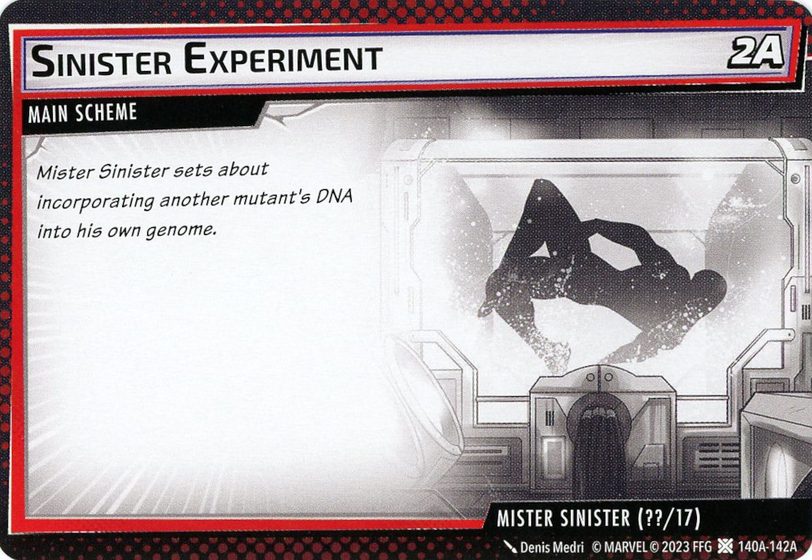 SINISTER EXPERIMENT
2A
MAIN SCHEME
Mister Sinister sets about
incorporating another mutant's DNA
into his own genome.
MISTER SINISTER (??/17)
Denis Medri © MARVEL © 2023 FFG 140A-142A